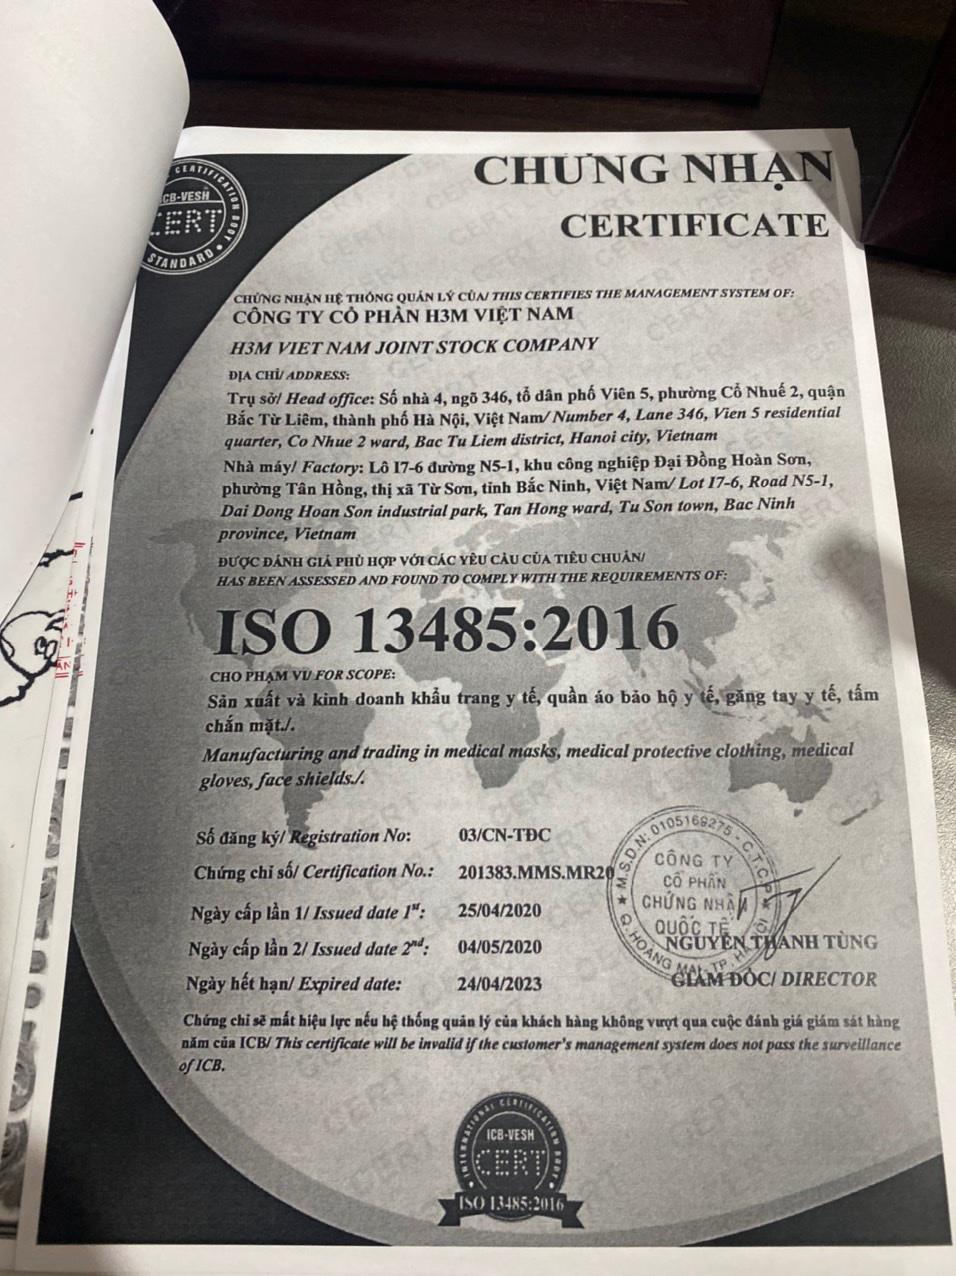 CERTIFICATION BODY
ICB-VESH
CERT
STANDARD
CHỨNG NHẬN
CERTIFICATE
CHỨNG NHẬN HỆ THỐNG QUẢN LÝ CỦA/ THIS CERTIFIES THE MANAGEMENT SYSTEM OF:
CÔNG TY CỔ PHẦN H3M VIỆT NAM
H3M VIET NAM JOINT STOCK COMPANY
ĐỊA CHỈ/ ADDRESS:
Trụ sở/ Head office: Số nhà 4, ngõ 346, tổ dân phố Viên 5, phường Cổ Nhuế 2, quận
Bắc Từ Liêm, thành phố Hà Nội, Việt Nam/ Number 4, Lane 346, Vien 5 residential
quarter, Co Nhue 2 ward, Bac Tu Liem district, Hanoi city, Vietnam
Nhà máy/ Factory: Lô I7-6 đường N5-1, khu công nghiệp Đại Đồng Hoàn Sơn,
phường Tân Hồng, thị xã Từ Sơn, tỉnh Bắc Ninh, Việt Nam/ Lot I7-6, Road N5-1,
Dai Dong Hoan Son industrial park, Tan Hong ward, Tu Son town, Bac Ninh
province, Vietnam
ĐƯỢC ĐÁNH GIÁ PHÙ HỢP VỚI CÁC YÊU CẦU CỦA TIÊU CHUẨN/
HAS BEEN ASSESSED AND FOUND TO COMPLY WITH THE REQUIREMENTS OF:
ISO 13485:2016
CHO PHẠM VI/ FOR SCOPE:
Sản xuất và kinh doanh khẩu trang y tế, quần áo bảo hộ y tế, găng tay y tế, tấm
chắn mặt./.
Manufacturing and trading in medical masks, medical protective clothing, medical
gloves, face shields./.
Số đăng ký/ Registration No: 03/CN-TĐC
Chứng chỉ số/ Certification No.: 201383.MMS.MR20
Ngày cấp lần 1/ Issued date 1st: 25/04/2020
Ngày cấp lần 2/ Issued date 2nd: 04/05/2020
Ngày hết hạn/ Expired date: 24/04/2023
M.S.D.N: 0105169275 - C.T.C.P
CÔNG TY
CỔ PHẦN
CHỨNG NHẬN
QUỐC TẾ
Q. HOÀNG MAI, TP. HÀ NỘI
NGUYỄN THANH TÙNG
GIÁM ĐỐC/ DIRECTOR
Chứng chỉ sẽ mất hiệu lực nếu hệ thống quản lý của khách hàng không vượt qua cuộc đánh giá giám sát hàng
năm của ICB/ This certificate will be invalid if the customer's management system does not pass the surveillance
of ICB.
INTERNATIONAL CERTIFICATION BODY
ICB-VESH
CERT
ISO 13485:2016